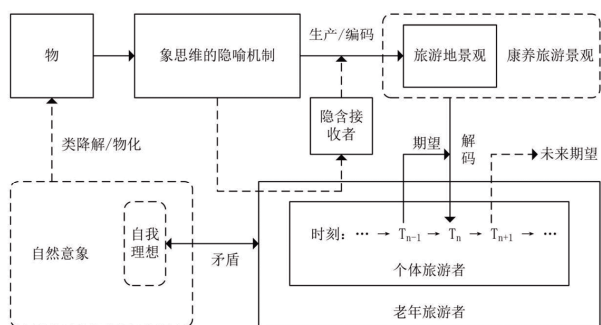 物
象思维的隐喻机制
生产/编码
旅游地景观
康养旅游景观
隐含接
收者
类降解/物化
期望
解
码
未来期望
自然意象
自我
理想
矛盾
时刻：… → Tn-1 → Tn → Tn+1 → …
个体旅游者
老年旅游者